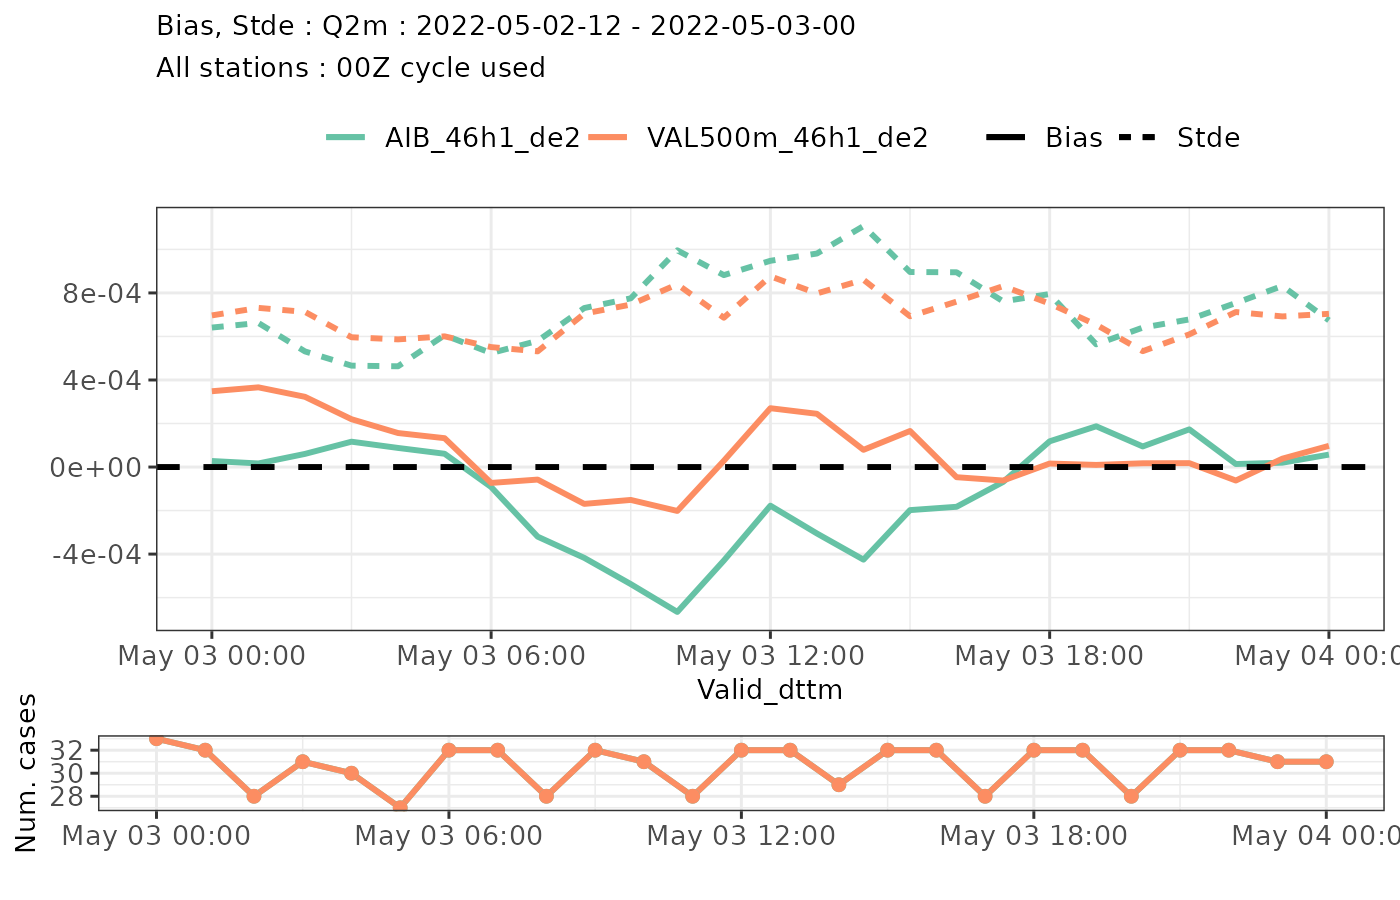 Bias, Stde : Q2m : 2022-05-02-12 - 2022-05-03-00
All stations : 00Z cycle used
AIB_46h1_de2 VAL500m_46h1_de2 Bias Stde
8e-04
4e-04
0e+00
-4e-04
May 03 00:00 May 03 06:00 May 03 12:00 May 03 18:00 May 04 00:0
Valid_dttm
Num. cases
32
30
28
May 03 00:00 May 03 06:00 May 03 12:00 May 03 18:00 May 04 00:0